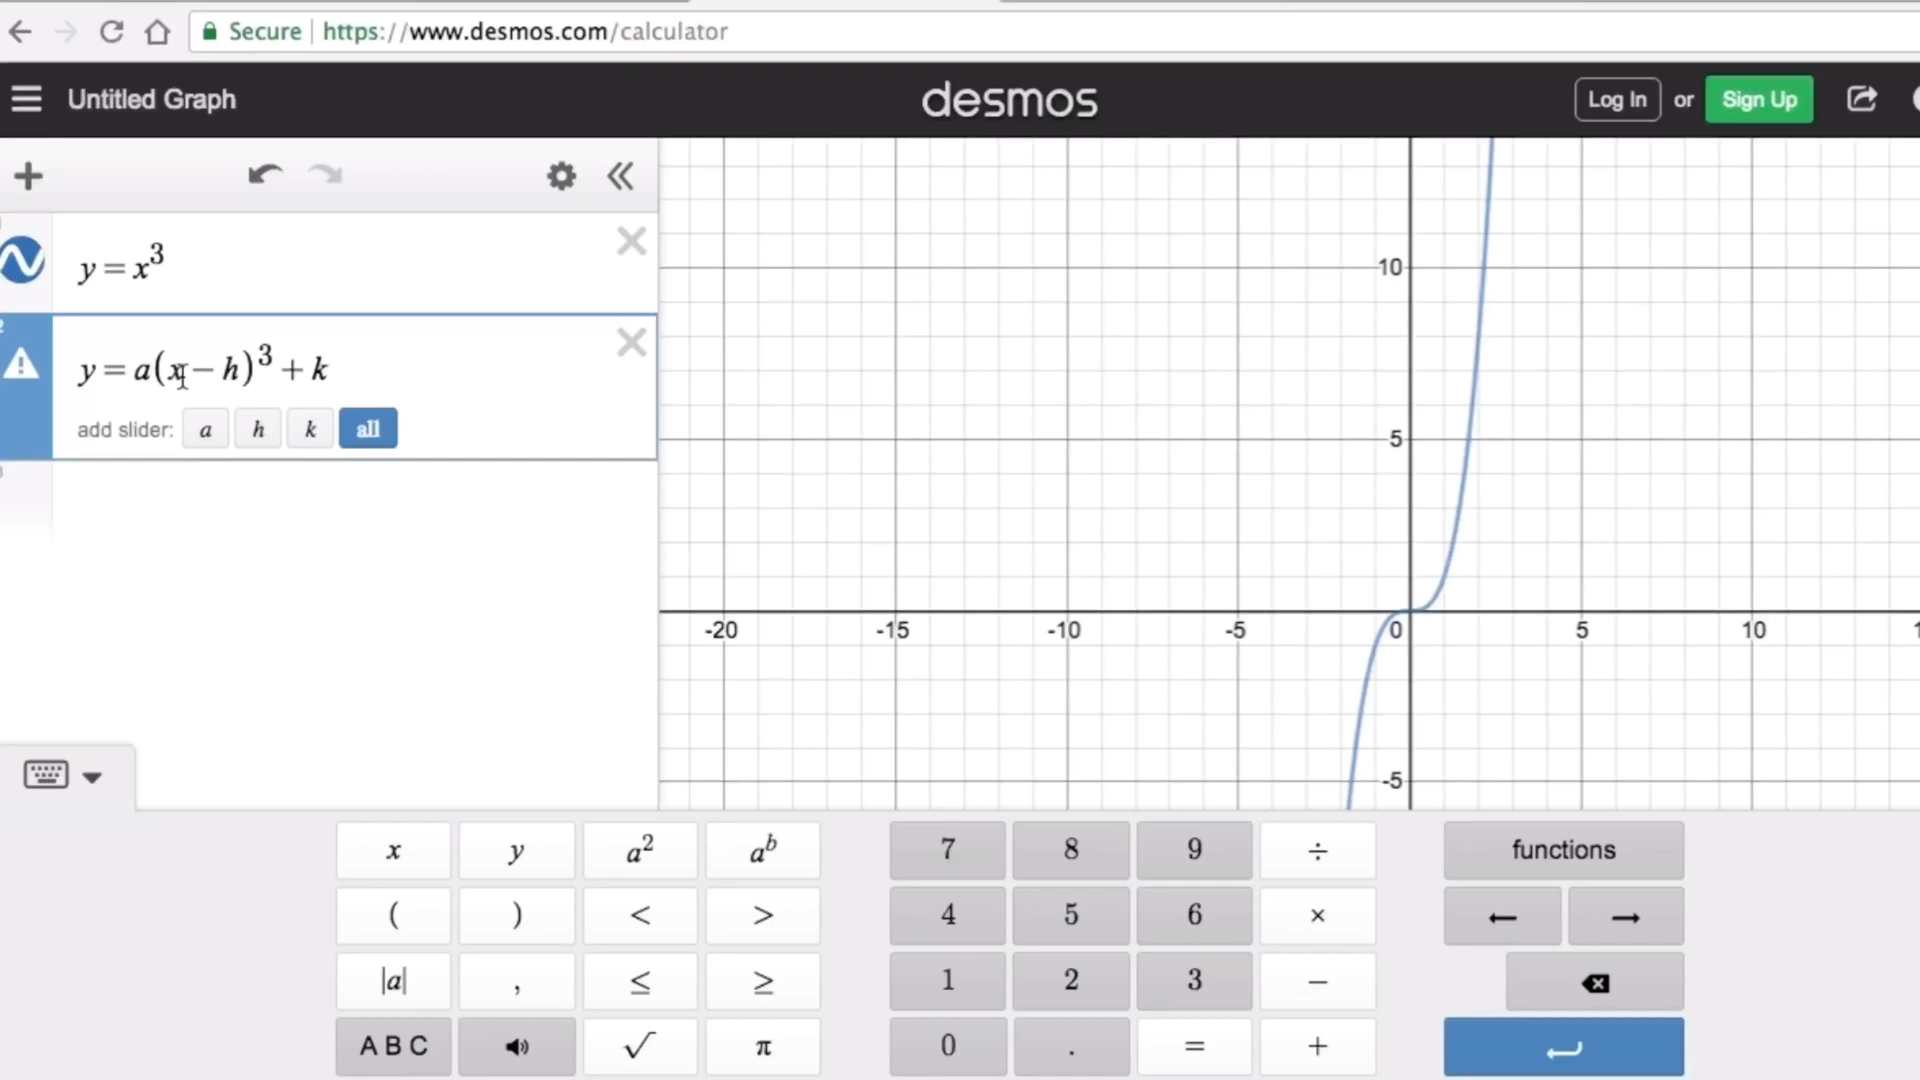 Secure | https://www.desmos.com/calculator
Untitled Graph
desmos
Log In or Sign Up
y = x³
2
y = a(x − h)³ + k
add slider: a h k all
10
5
-20 -15 -10 -5 0 5 10 1
-5
x y a² aᵇ 7 8 9 ÷ functions
( ) < > 4 5 6 × ← →
|a| , ≤ ≥ 1 2 3 −
A B C √ π 0 . = +